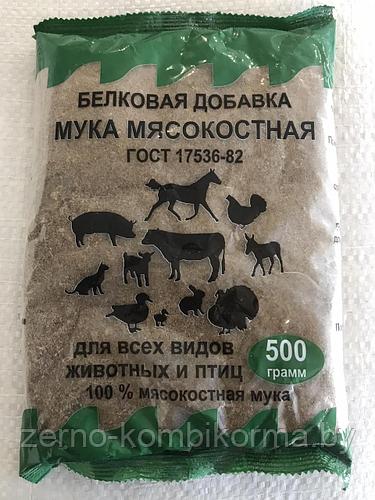 БЕЛКОВАЯ ДОБАВКА
МУКА МЯСОКОСТНАЯ
ГОСТ 17536-82
для всех видов
животных и птиц
500
грамм
100 % мясокостная мука
zerno-kombikorma.by